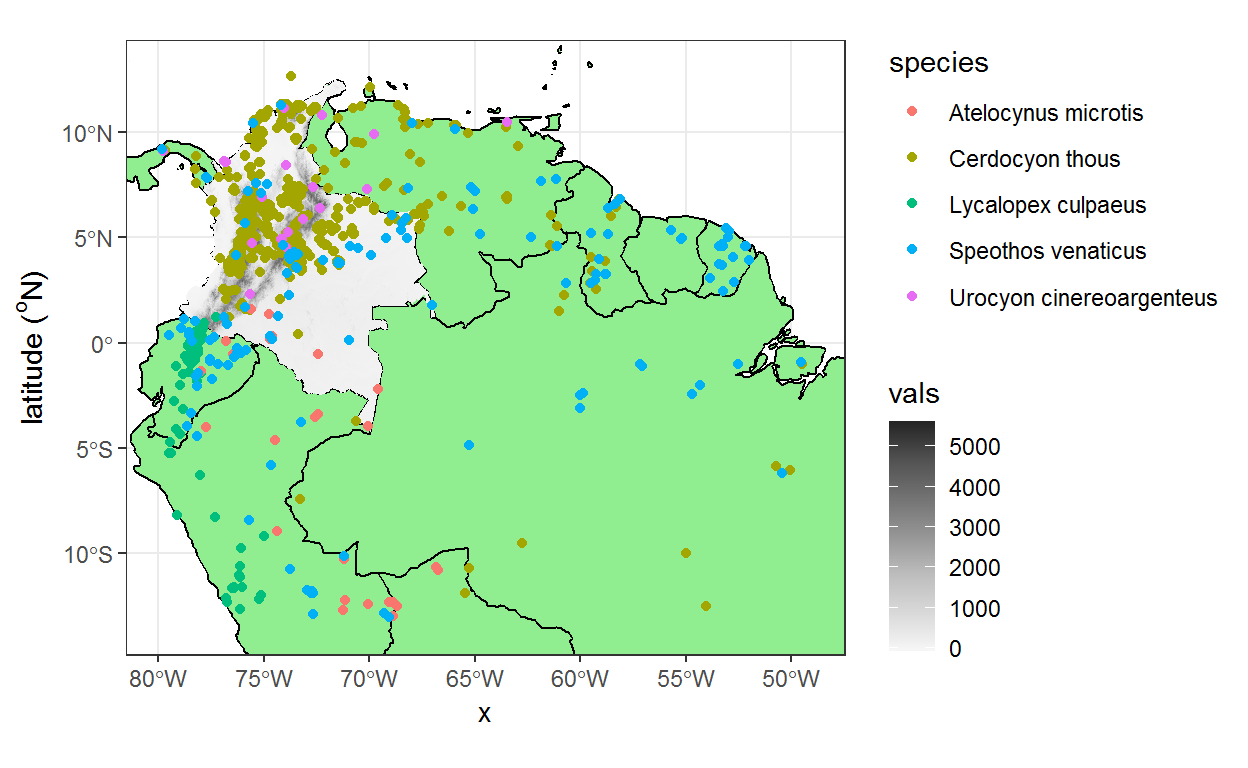 species
Atelocynus microtis
Cerdocyon thous
Lycalopex culpaeus
Speothos venaticus
Urocyon cinereoargenteus
vals
5000
4000
3000
2000
1000
0
latitude (°N)
10°N
5°N
0°
5°S
10°S
80°W 75°W 70°W 65°W 60°W 55°W 50°W
x